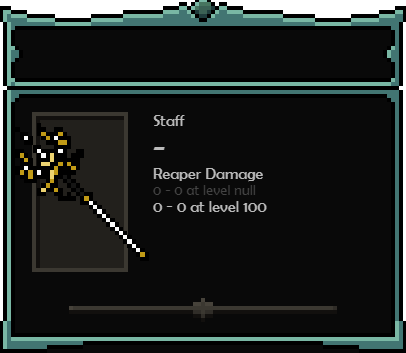 Staff
–
Reaper Damage
0 - 0 at level null
0 - 0 at level 100